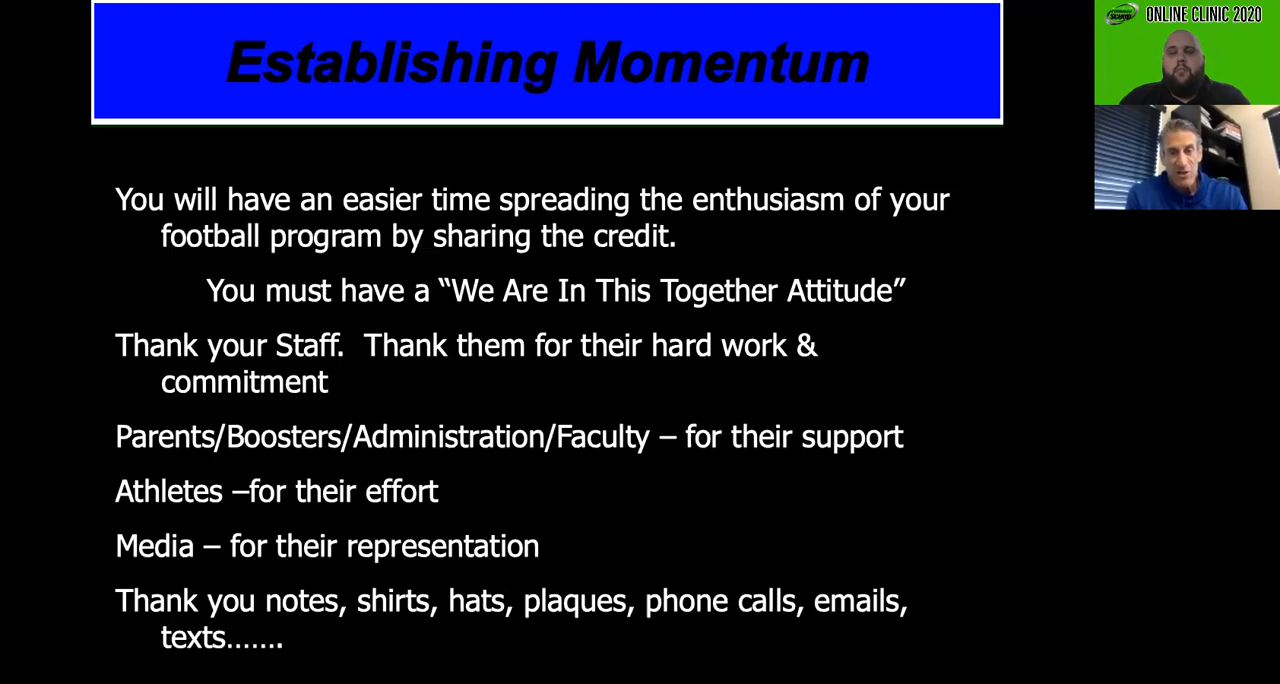 Establishing Momentum
ONLINE CLINIC 2020
You will have an easier time spreading the enthusiasm of your
football program by sharing the credit.
You must have a “We Are In This Together Attitude”
Thank your Staff.  Thank them for their hard work &
commitment
Parents/Boosters/Administration/Faculty – for their support
Athletes –for their effort
Media – for their representation
Thank you notes, shirts, hats, plaques, phone calls, emails,
texts…….